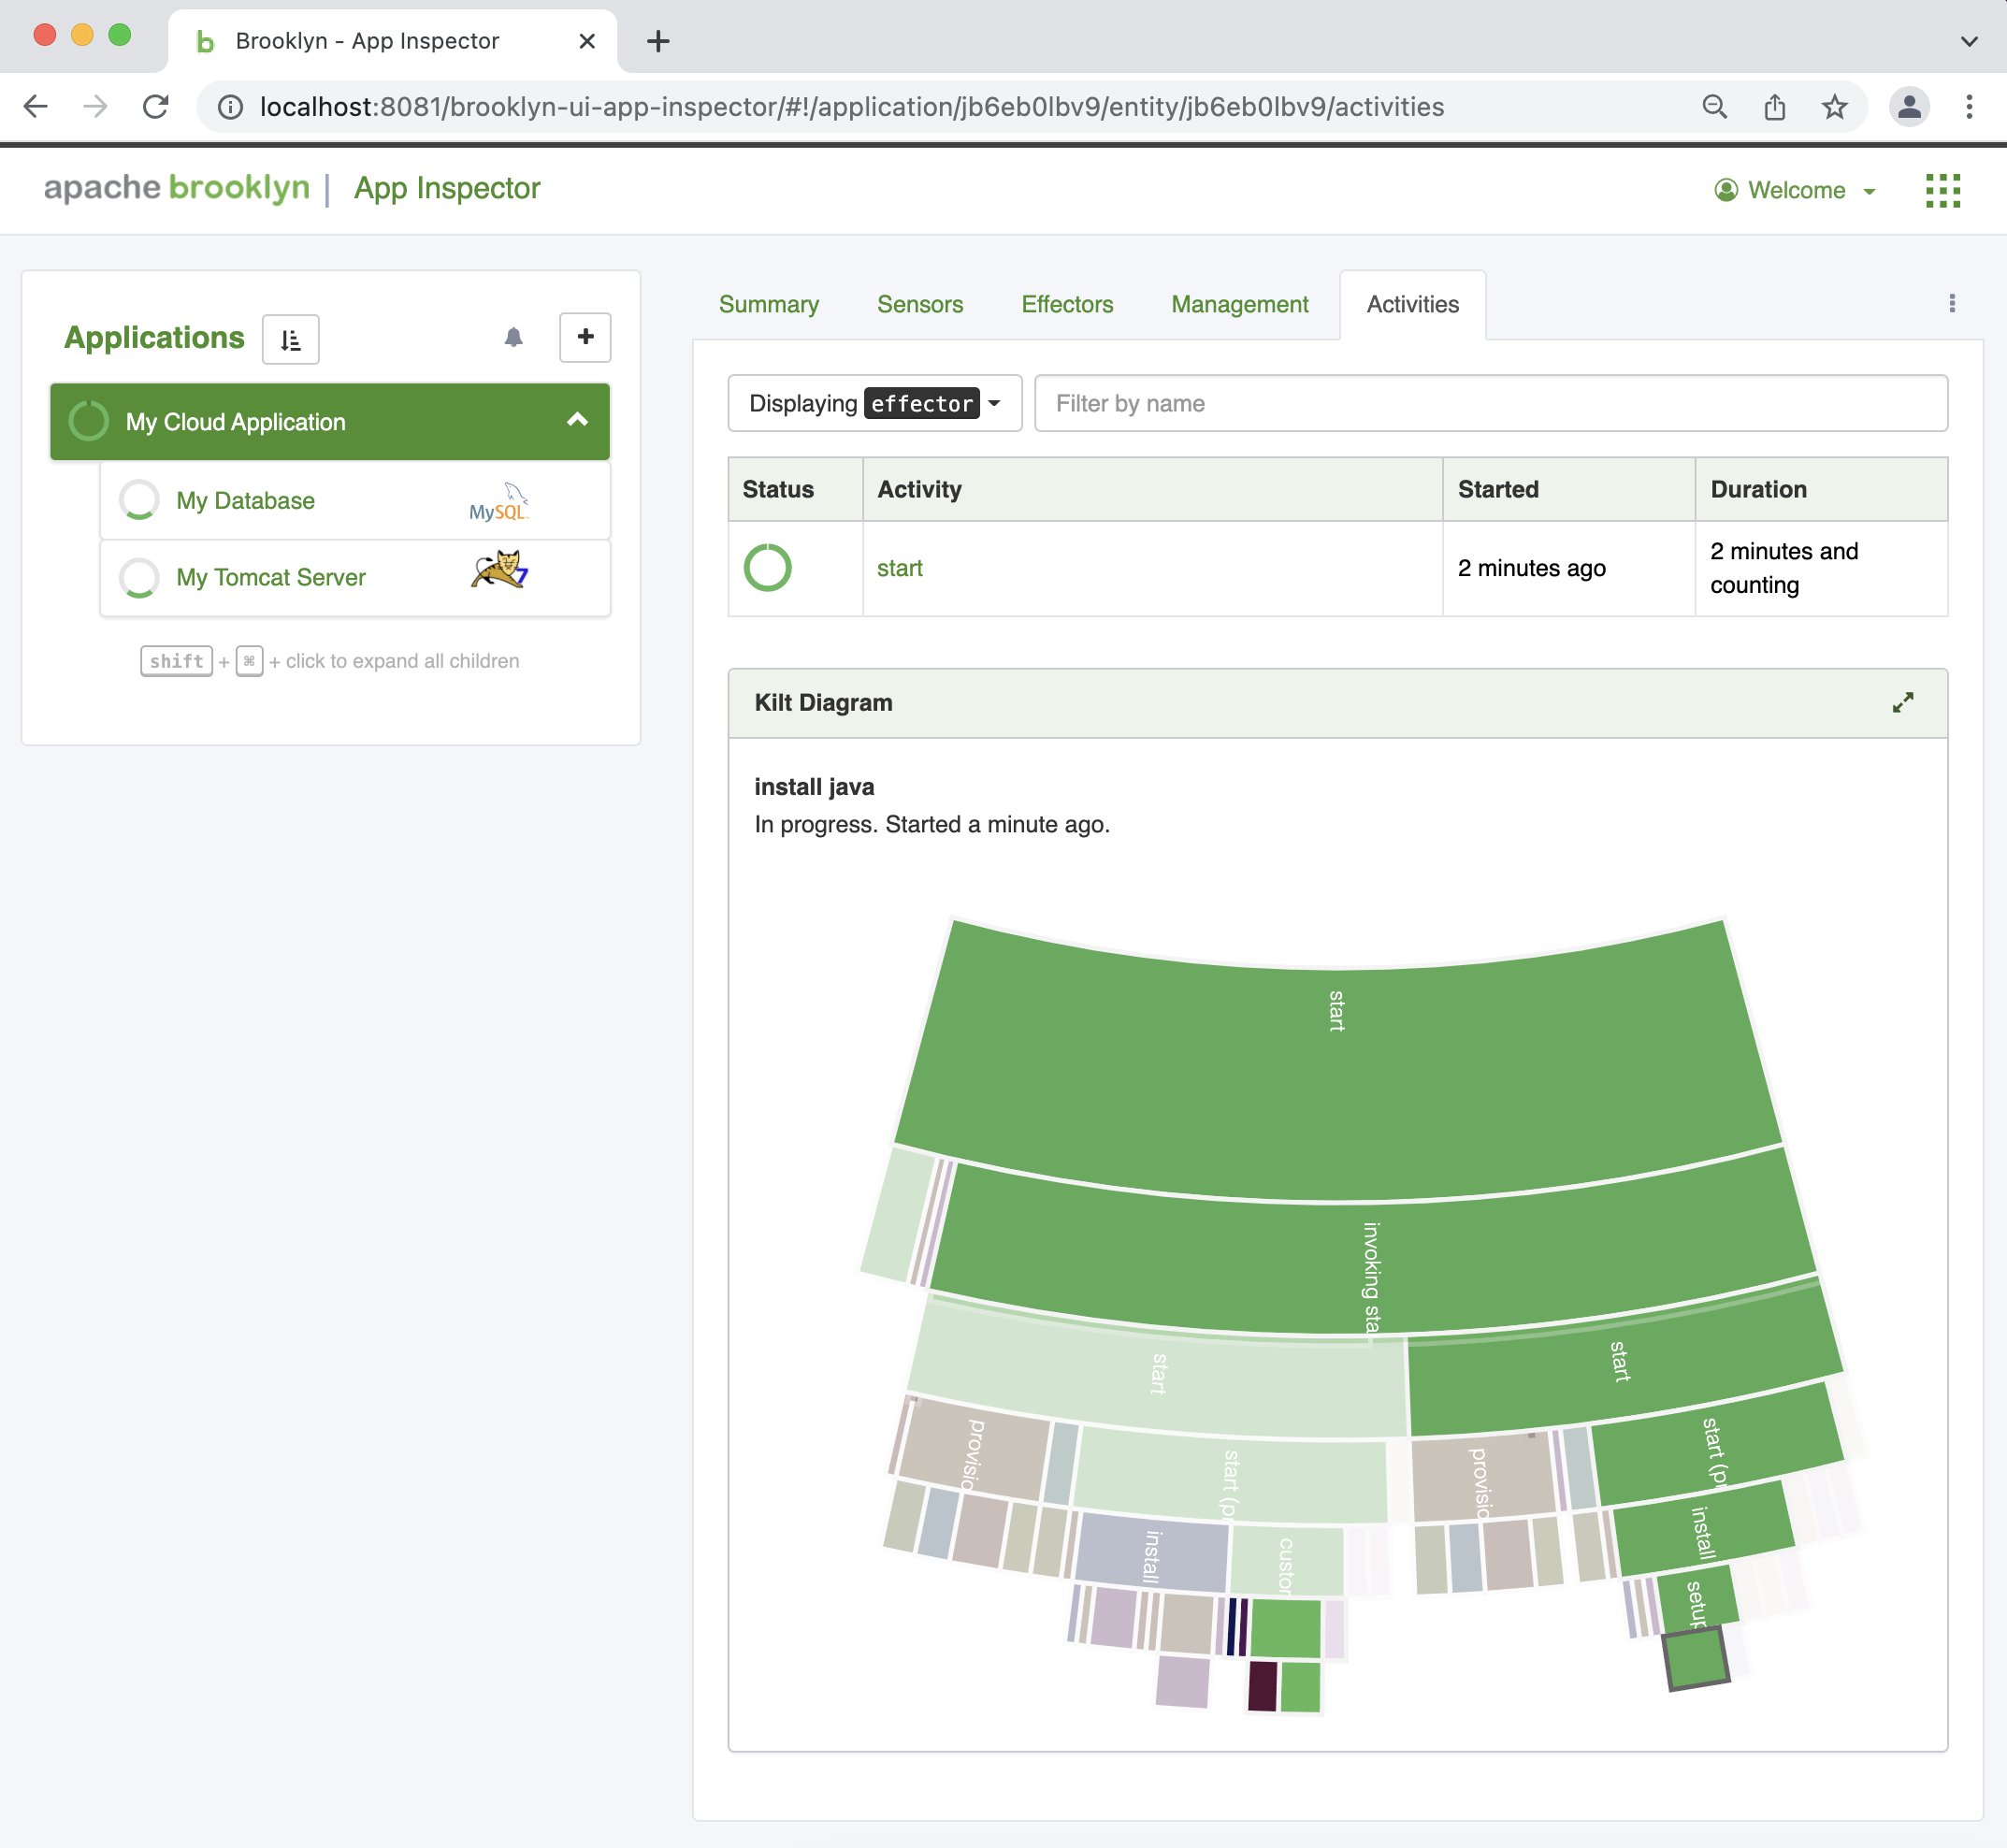 Brooklyn - App Inspector
localhost:8081/brooklyn-ui-app-inspector/#!/application/jb6eb0lbv9/entity/jb6eb0lbv9/activities
apache brooklyn | App Inspector
Welcome
Applications
My Cloud Application
My Database
MySQL
My Tomcat Server
7
shift + ⌘ + click to expand all children
Summary
Sensors
Effectors
Management
Activities
Displaying effector
Filter by name
Status
Activity
Started
Duration
start
2 minutes ago
2 minutes and
counting
Kilt Diagram
install java
In progress. Started a minute ago.
start
invoking sta
start
start
provisio
start (p
provisio
start (p
install
custor
install
setup